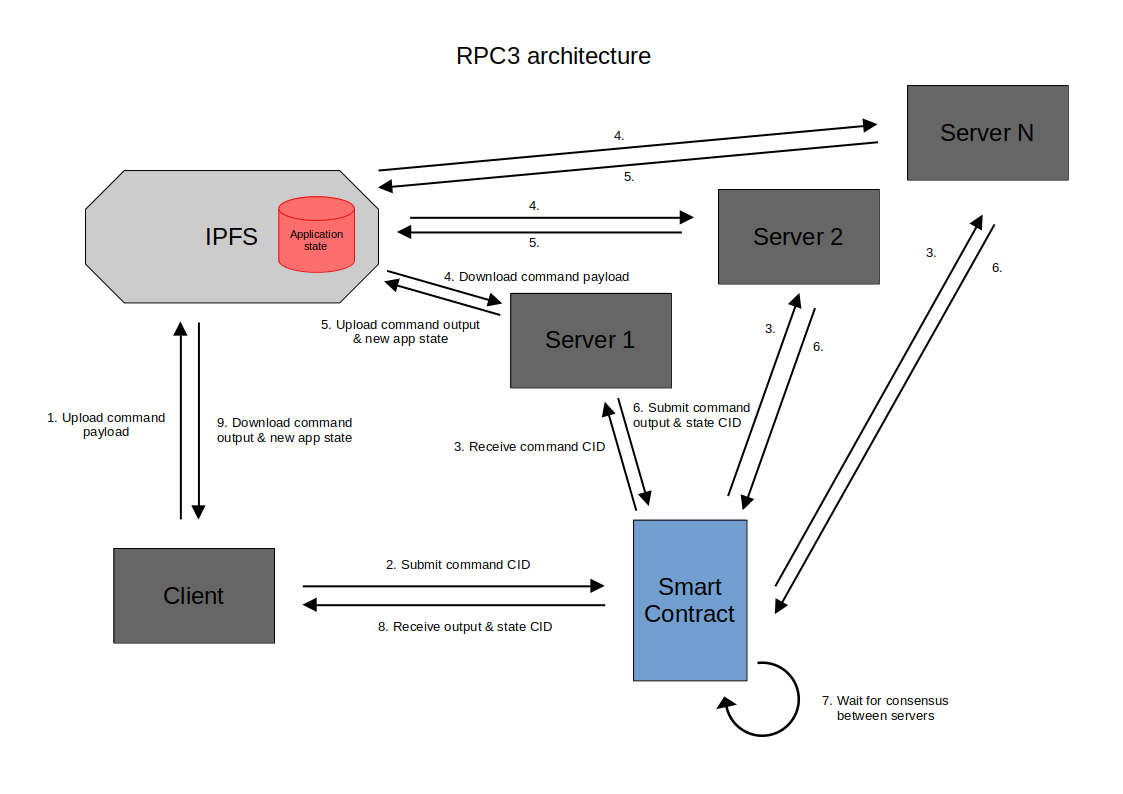 RPC3 architecture
Server N
4.
5.
IPFS
Application
state
4.
5.
Server 2
3.
6.
4. Download command payload
5. Upload command output
& new app state
Server 1
3.
6.
1. Upload command
payload
9. Download command
output & new app state
6. Submit command
output & state CID
3. Receive command CID
Client
2. Submit command CID
8. Receive output & state CID
Smart
Contract
7. Wait for consensus
between servers